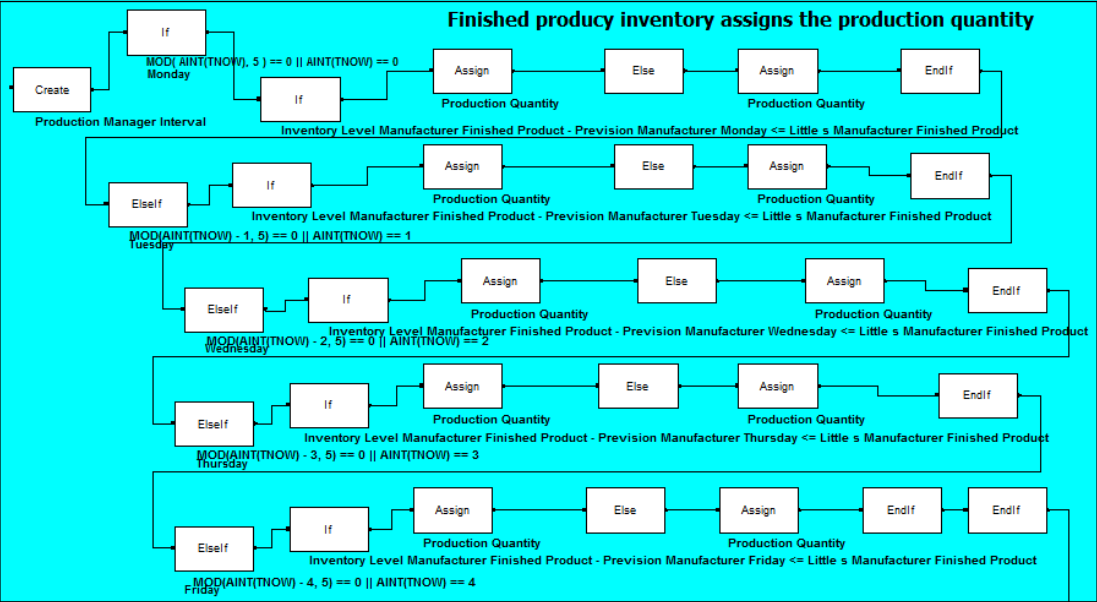 Finished producy inventory assigns the production quantity
If
MOD( AINT(TNOW), 5 ) == 0 || AINT(TNOW) == 0
Monday
Create
Production Manager Interval
If
Assign
Else
Assign
EndIf
Production Quantity
Production Quantity
Inventory Level Manufacturer Finished Product - Prevision Manufacturer Monday <= Little s Manufacturer Finished Product
ElseIf
If
Assign
Else
Assign
EndIf
Production Quantity
Production Quantity
Inventory Level Manufacturer Finished Product - Prevision Manufacturer Tuesday <= Little s Manufacturer Finished Product
MOD(AINT(TNOW) - 1, 5) == 0 || AINT(TNOW) == 1
Tuesday
ElseIf
If
Assign
Else
Assign
EndIf
Production Quantity
Production Quantity
Inventory Level Manufacturer Finished Product - Prevision Manufacturer Wednesday <= Little s Manufacturer Finished Product
MOD(AINT(TNOW) - 2, 5) == 0 || AINT(TNOW) == 2
Wednesday
ElseIf
If
Assign
Else
Assign
EndIf
Production Quantity
Production Quantity
Inventory Level Manufacturer Finished Product - Prevision Manufacturer Thursday <= Little s Manufacturer Finished Product
MOD(AINT(TNOW) - 3, 5) == 0 || AINT(TNOW) == 3
Thursday
ElseIf
If
Assign
Else
Assign
EndIf
EndIf
Production Quantity
Production Quantity
Inventory Level Manufacturer Finished Product - Prevision Manufacturer Friday <= Little s Manufacturer Finished Product
MOD(AINT(TNOW) - 4, 5) == 0 || AINT(TNOW) == 4
Friday